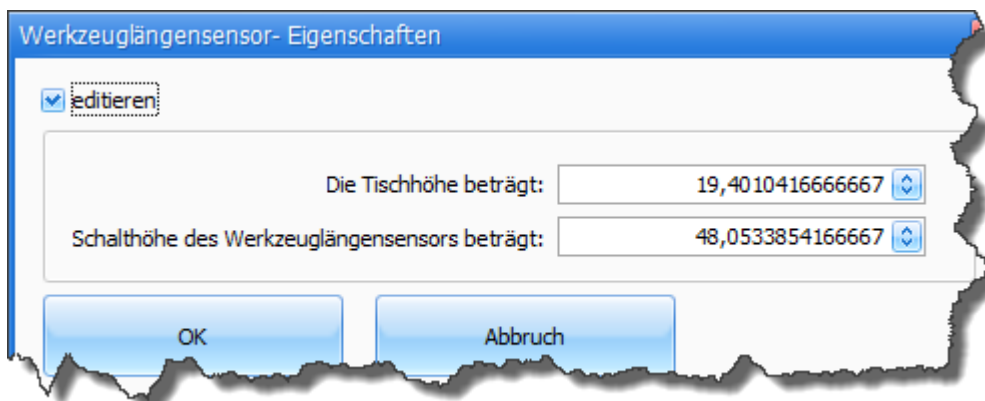 Werkzeuglängensensor- Eigenschaften
editieren
Die Tischhöhe beträgt: 19,4010416666667
Schalthöhe des Werkzeuglängensensors beträgt: 48,0533854166667
OK Abbruch